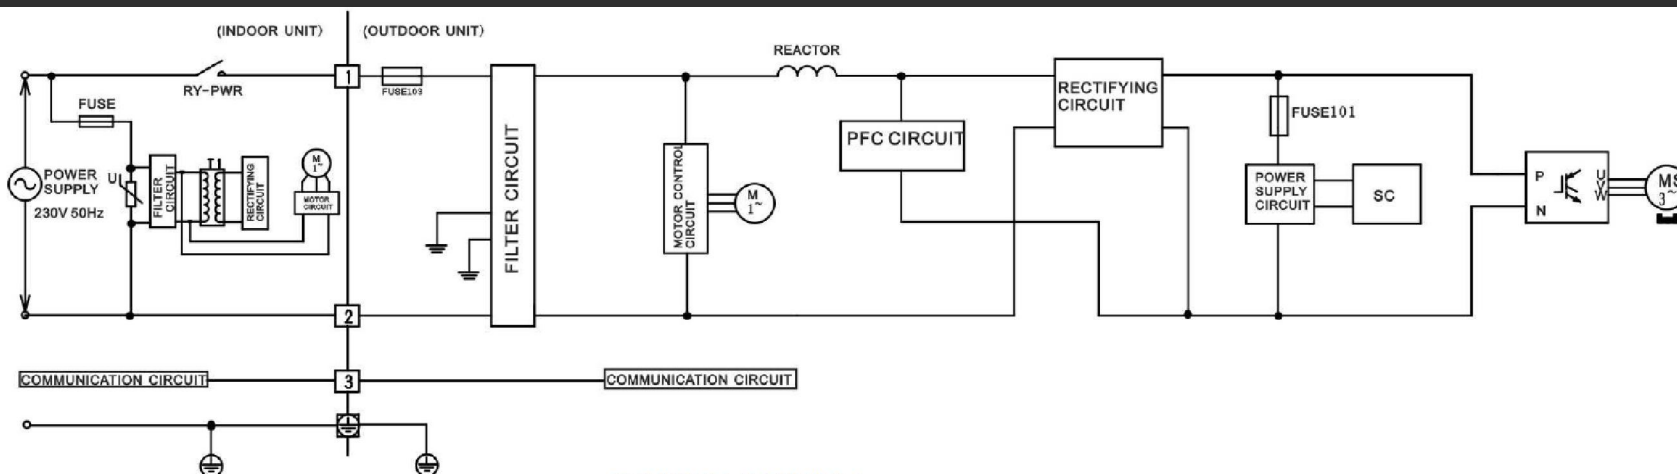 (INDOOR UNIT)
(OUTDOOR UNIT)
REACTOR
1
RY-PWR
FUSE103
FUSE
RECTIFYING
CIRCUIT
FUSE101
PFC CIRCUIT
POWER
SUPPLY
230V 50Hz
U
FILTER
CIRCUIT
T
RECTIFYING
CIRCUIT
M
1~
MOTOR
CIRCUIT
FILTER CIRCUIT
MOTOR CONTROL
CIRCUIT
M
1~
POWER
SUPPLY
CIRCUIT
SC
P
N
U
V
W
MS
3~
2
COMMUNICATION CIRCUIT
3
COMMUNICATION CIRCUIT